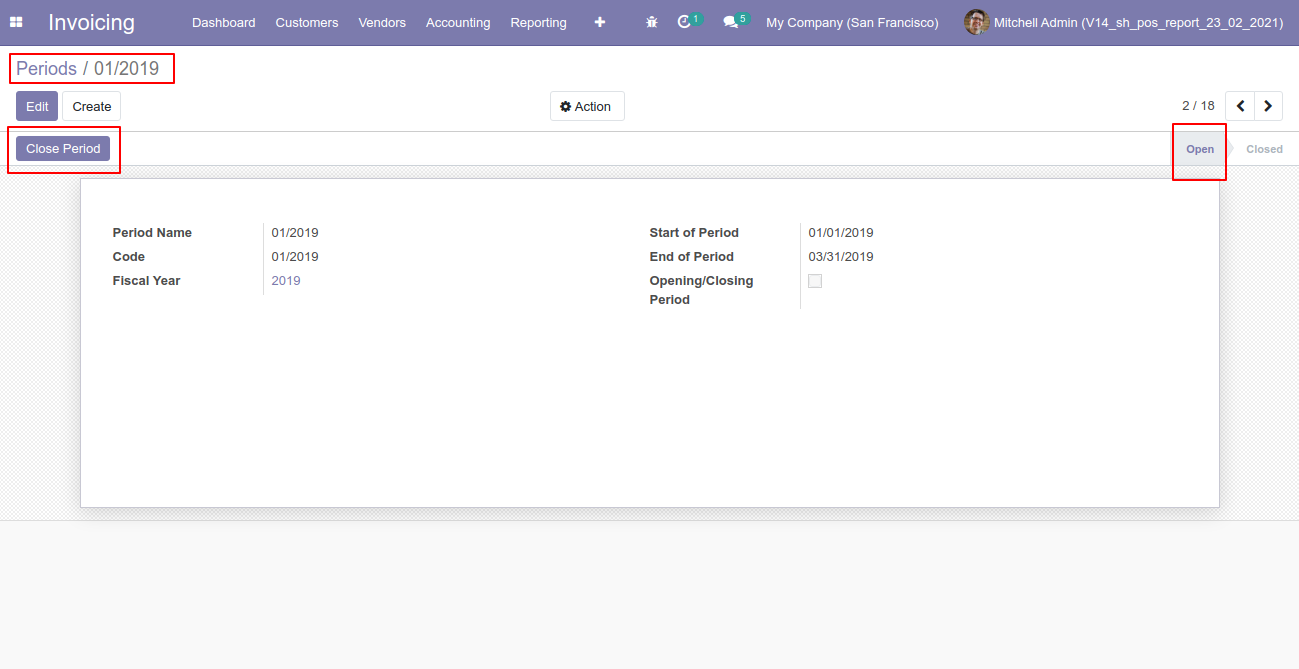 Invoicing Dashboard Customers Vendors Accounting Reporting 1 5 My Company (San Francisco) Mitchell Admin (V14_sh_pos_report_23_02_2021)
Periods / 01/2019
Edit Create Action 2 / 18
Close Period Open Closed
Period Name 01/2019 Start of Period 01/01/2019
Code 01/2019 End of Period 03/31/2019
Fiscal Year 2019 Opening/Closing
Period